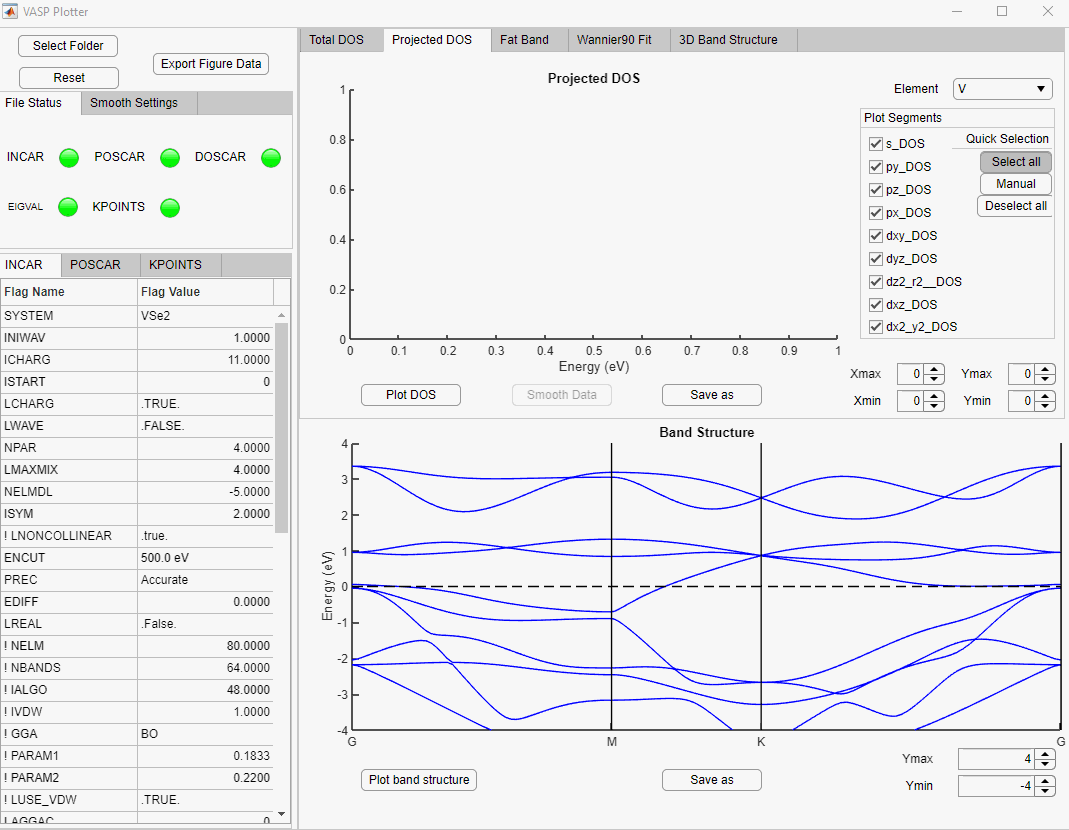 VASP Plotter
Select Folder
Reset
Export Figure Data
File Status
Smooth Settings
INCAR
POSCAR
DOSCAR
EIGVAL
KPOINTS
INCAR
POSCAR
KPOINTS
Flag Name
Flag Value
SYSTEM VSe2
INIWAV 1.0000
ICHARG 11.0000
ISTART 0
LCHARG .TRUE.
LWAVE .FALSE.
NPAR 4.0000
LMAXMIX 4.0000
NELMDL -5.0000
ISYM 2.0000
! LNONCOLLINEAR .true.
ENCUT 500.0 eV
PREC Accurate
EDIFF 0.0000
LREAL .False.
! NELM 80.0000
! NBANDS 64.0000
! IALGO 48.0000
! IVDW 1.0000
! GGA BO
! PARAM1 0.1833
! PARAM2 0.2200
! LUSE_VDW .TRUE.
! AGGAC 0
Total DOS
Projected DOS
Fat Band
Wannier90 Fit
3D Band Structure
Projected DOS
1
0.8
0.6
0.4
0.2
0
0 0.1 0.2 0.3 0.4 0.5 0.6 0.7 0.8 0.9 1
Energy (eV)
Element V
Plot Segments
Quick Selection
s_DOS
py_DOS
pz_DOS
px_DOS
dxy_DOS
dyz_DOS
dz2_r2__DOS
dxz_DOS
dx2_y2_DOS
Select all
Manual
Deselect all
Plot DOS
Smooth Data
Save as
Xmax 0 Ymax 0
Xmin 0 Ymin 0
Band Structure
Energy (eV)
4
3
2
1
0
-1
-2
-3
-4
G M K G
Plot band structure
Save as
Ymax 4
Ymin -4